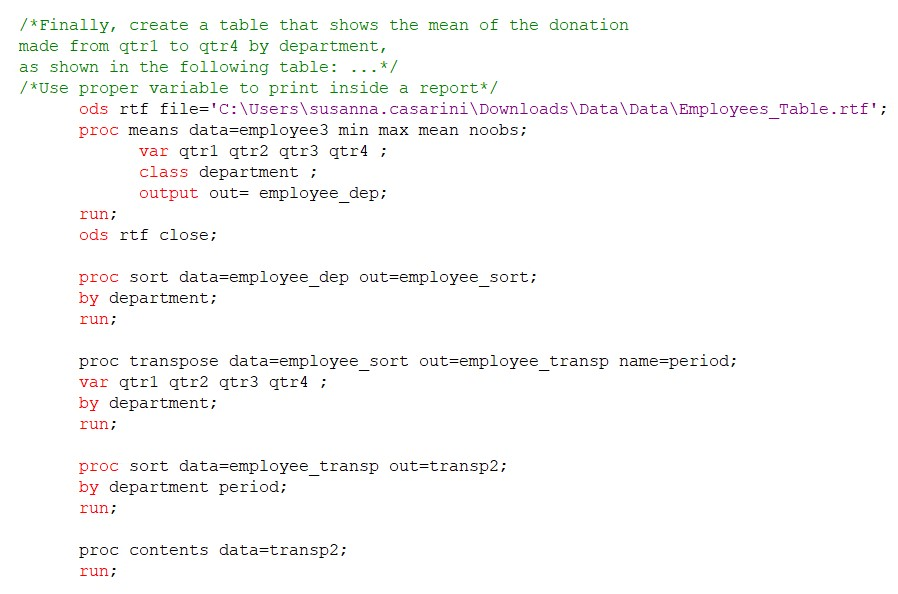 /*Finally, create a table that shows the mean of the donation
made from qtr1 to qtr4 by department,
as shown in the following table: ...*/
/*Use proper variable to print inside a report*/
ods rtf file='C:\Users\susanna.casarini\Downloads\Data\Data\Employees_Table.rtf';
proc means data=employee3 min max mean noobs;
var qtr1 qtr2 qtr3 qtr4 ;
class department ;
output out= employee_dep;
run;
ods rtf close;
proc sort data=employee_dep out=employee_sort;
by department;
run;
proc transpose data=employee_sort out=employee_transp name=period;
var qtr1 qtr2 qtr3 qtr4 ;
by department;
run;
proc sort data=employee_transp out=transp2;
by department period;
run;
proc contents data=transp2;
run;